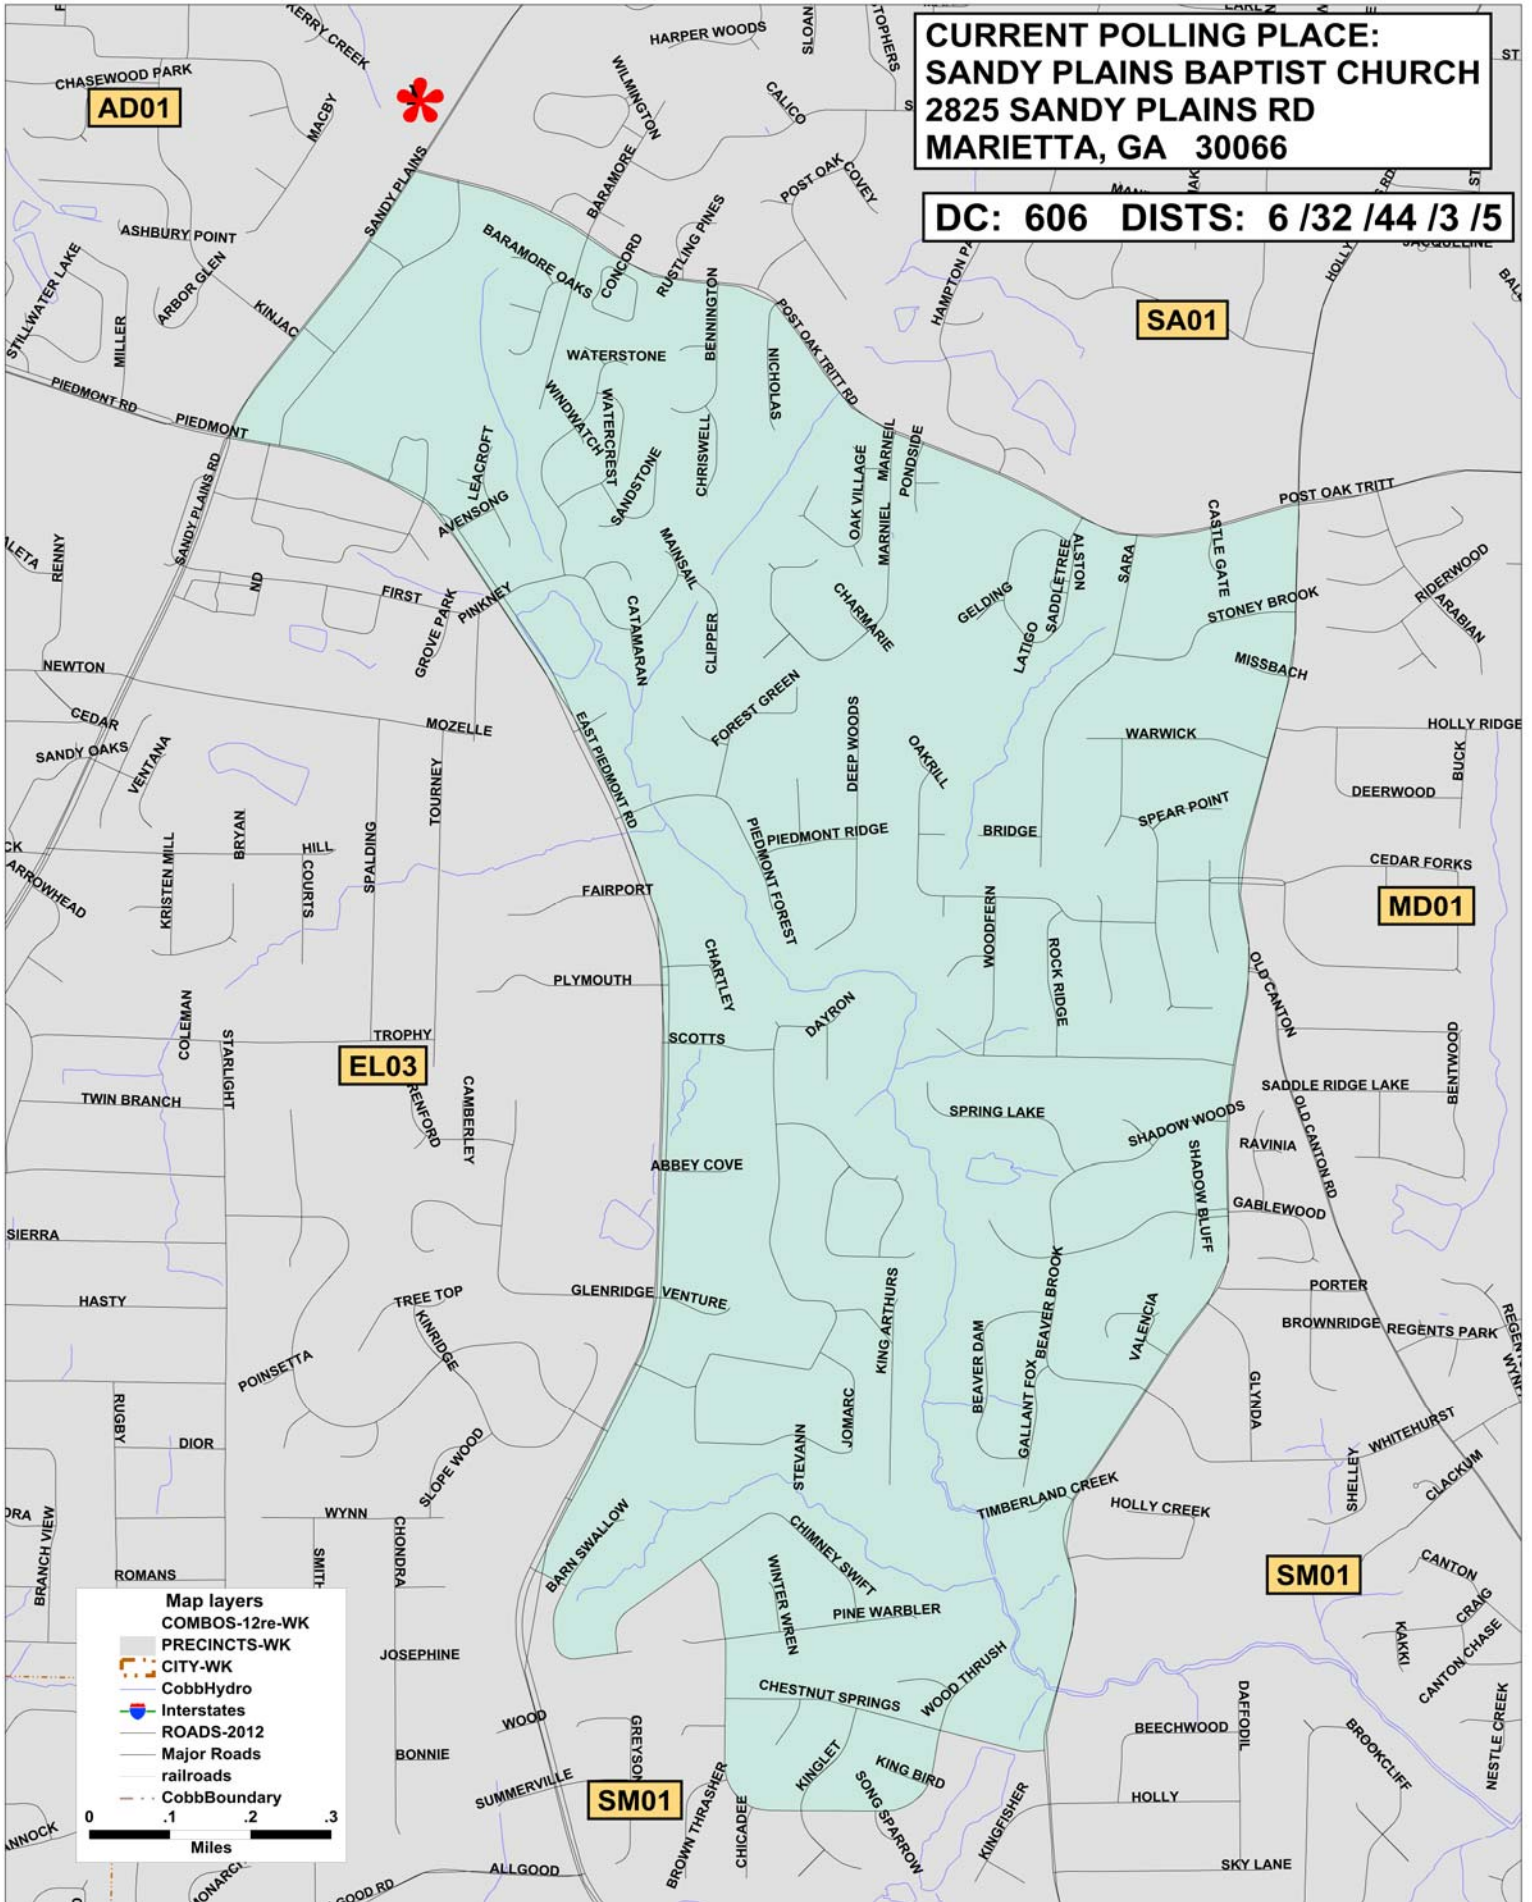 KERRY CREEK
HARPER WOODS
SLOAN
CHASEWOOD PARK
AD01
MACBY
WILMINGTON
CALICO
CURRENT POLLING PLACE:
SANDY PLAINS BAPTIST CHURCH
2825 SANDY PLAINS RD
MARIETTA, GA 30066
ST
ST
DC: 606 DISTS: 6 /32 /44 /3 /5
SANDY PLAINS
BARAMORE
POST OAK
COVEY
ASHBURY POINT
BARAMORE OAKS
CONCORD
RUSTLING PINES
STILLWATER LAKE
ARBOR GLEN
KINJAC
MILLER
BENNINGTON
POST OAK TRITT RD
SA01
HOLLY
JACQUELINE
WATERSTONE
NICHOLAS
PIEDMONT RD
PIEDMONT
WINDWATCH
WATERCREST
LEACROFT
CHRISWELL
SANDSTONE
MARNEIL
PONDSIDE
OAK VILLAGE
MARNIEL
POST OAK TRITT
CASTLE GATE
SANDY PLAINS RD
AVENSONG
MAINSAIL
RENNY
ND
FIRST
GROVE PARK
PINKNEY
CATAMARAN
CLIPPER
CHARMARIE
GELDING
SADDLETREE
ALSTON
SARA
LATIGO
STONEY BROOK
RIDERWOOD
ARABIAN
MISSBACH
NEWTON
CEDAR
MOZELLE
SANDY OAKS
VENTANA
EAST PIEDMONT RD
FOREST GREEN
DEEP WOODS
OAKRILL
WARWICK
HOLLY RIDGE
BUCK
DEERWOOD
TOURNEY
SPEAR POINT
BRYAN
HILL
SPALDING
KRISTEN MILL
COURTS
PIEDMONT RIDGE
PIEDMONT FOREST
BRIDGE
CEDAR FORKS
ARROWHEAD
FAIRPORT
MD01
WOODFERN
CHARTLEY
ROCK RIDGE
PLYMOUTH
OLD CANTON
COLEMAN
STARLIGHT
TROPHY
SCOTTS
DAYRON
EL03
BENTWOOD
TWIN BRANCH
RENFORD
CAMBERLEY
SPRING LAKE
SADDLE RIDGE LAKE
OLD CANTON RD
SHADOW WOODS
RAVINIA
ABBEY COVE
SHADOW BLUFF
GABLEWOOD
SIERRA
HASTY
TREE TOP
KINRIDGE
GLENRIDGE
VENTURE
KING ARTHURS
BEAVER BROOK
VALENCIA
PORTER
BROWNRIDGE
REGENTS PARK
POINSETTA
BEAVER DAM
GALLANT FOX
GLYNDA
RUGBY
DIOR
SLOPE WOOD
JOMARC
STEVANN
WHITEHURST
SHELLEY
CLACKUM
WYNN
TIMBERLAND CREEK
HOLLY CREEK
BRANCH VIEW
CHONDRA
SMITH
BARN SWALLOW
CHIMNEY SWIFT
ROMANS
WINTER WREN
PINE WARBLER
SM01
CANTON
CRAIG
KAKKI
CANTON CHASE
Map layers
COMBOS-12re-WK
PRECINCTS-WK
CITY-WK
CobbHydro
Interstates
ROADS-2012
Major Roads
railroads
CobbBoundary
0 .1 .2 .3
Miles
JOSEPHINE
WOOD THRUSH
CHESTNUT SPRINGS
WOOD
GREYSON
BONNIE
BEECHWOOD
DAFFODIL
BROOKCLIFF
NESTLE CREEK
SUMMERVILLE
SM01
BROWN THRASHER
CHICADEE
KINGLET
KING BIRD
SONG SPARROW
KINGFISHER
HOLLY
ALLGOOD
SKY LANE